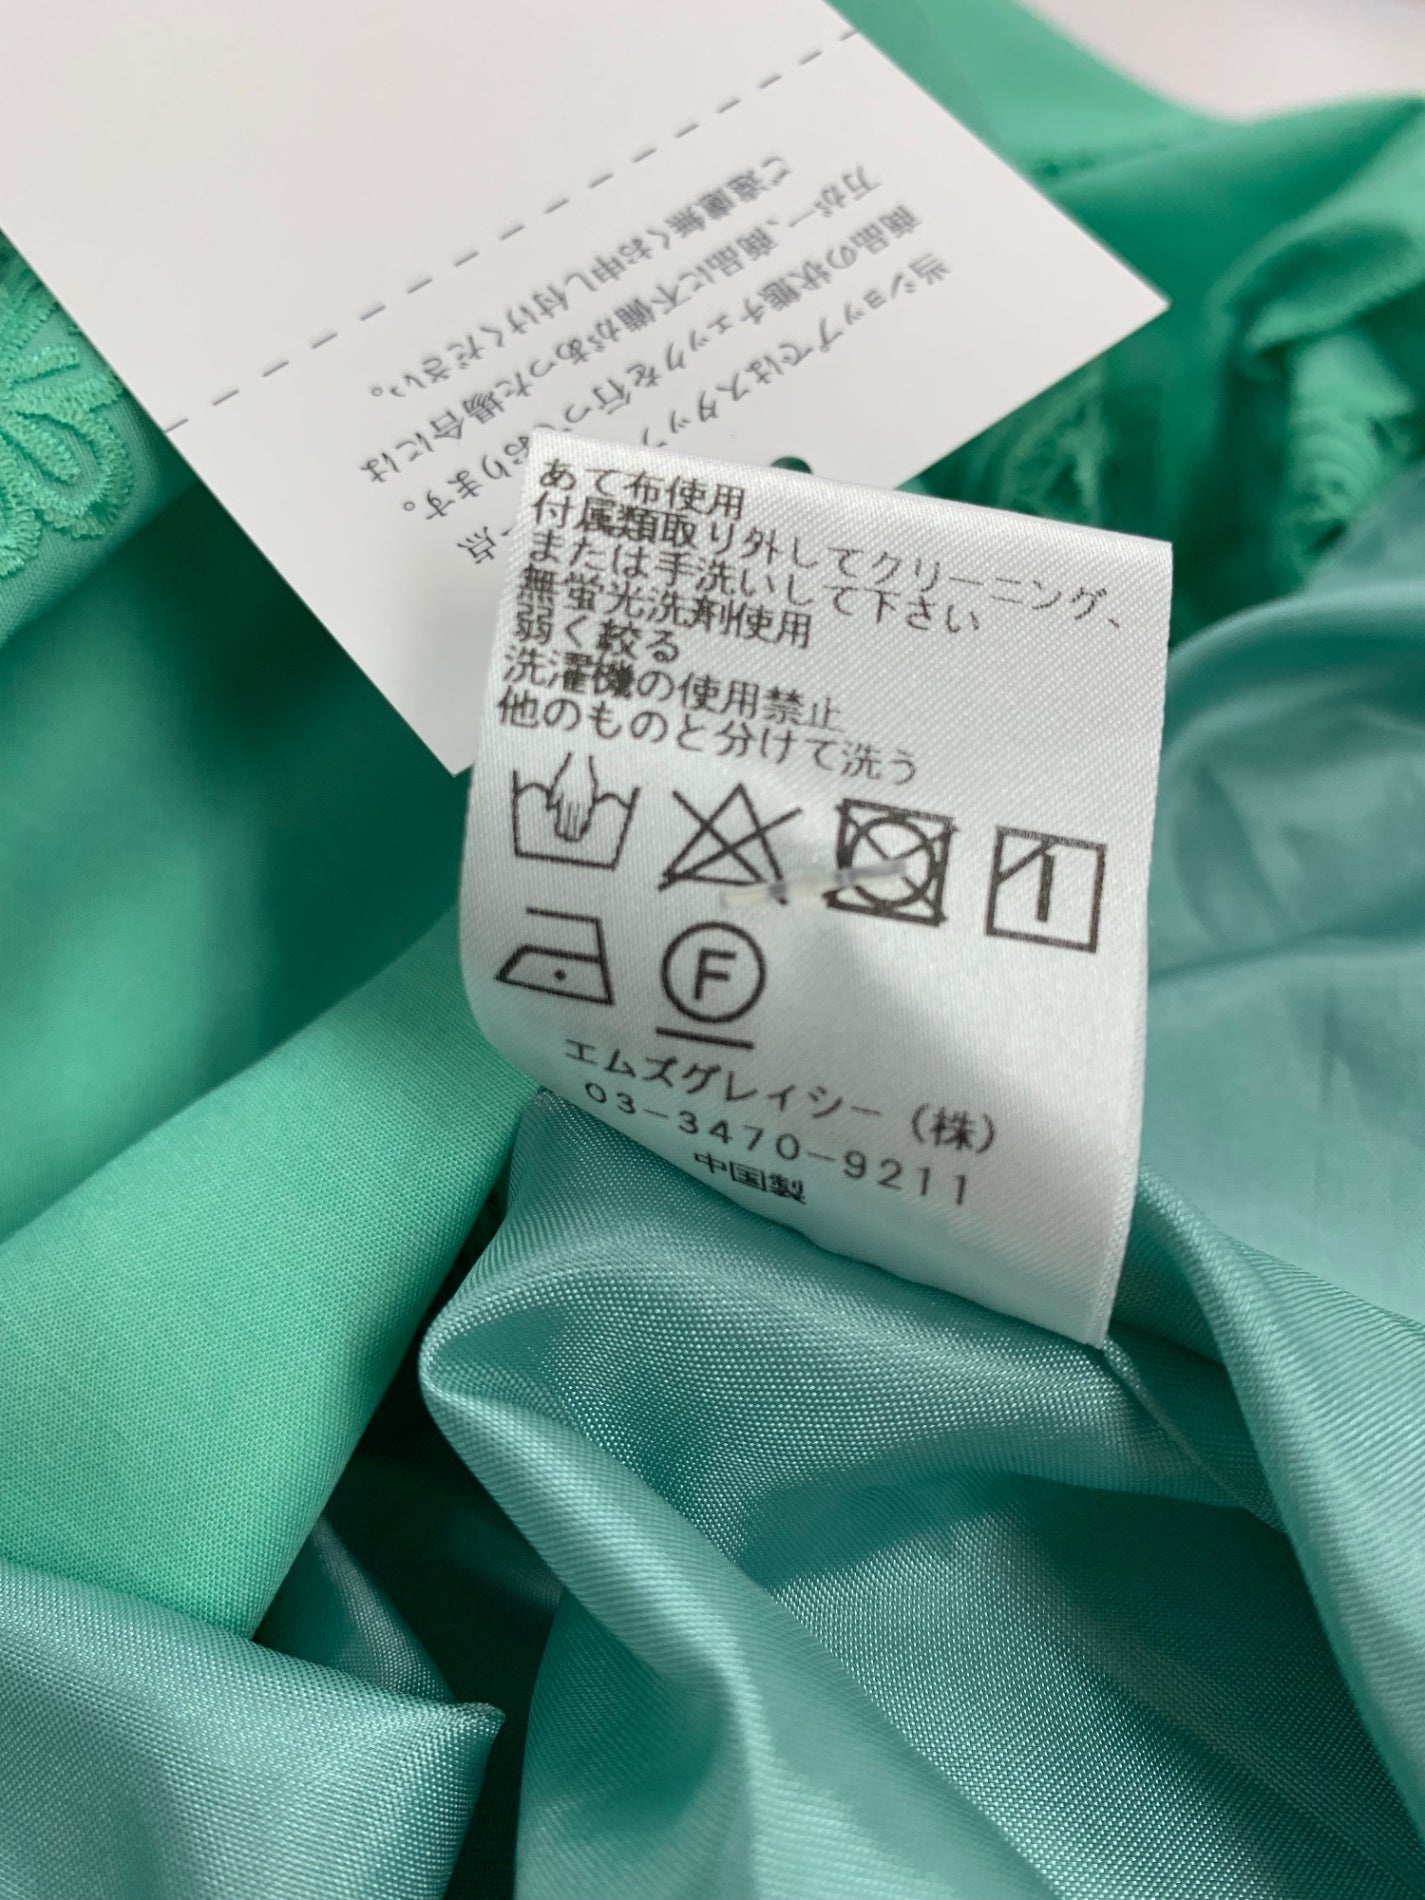 あて布使用
付属類取り外してクリーニング、
または手洗いして下さい
無蛍光洗剤使用
弱く絞る
洗濯機の使用禁止
他のものと分けて洗う
F
エムズグレイシー（株）
03-3470-9211
中国製
当ショップではスタッフ
点
商品の状態チェックを行っております。
万が一、商品に不備があった場合には
ご遠慮無くお申し付けください。